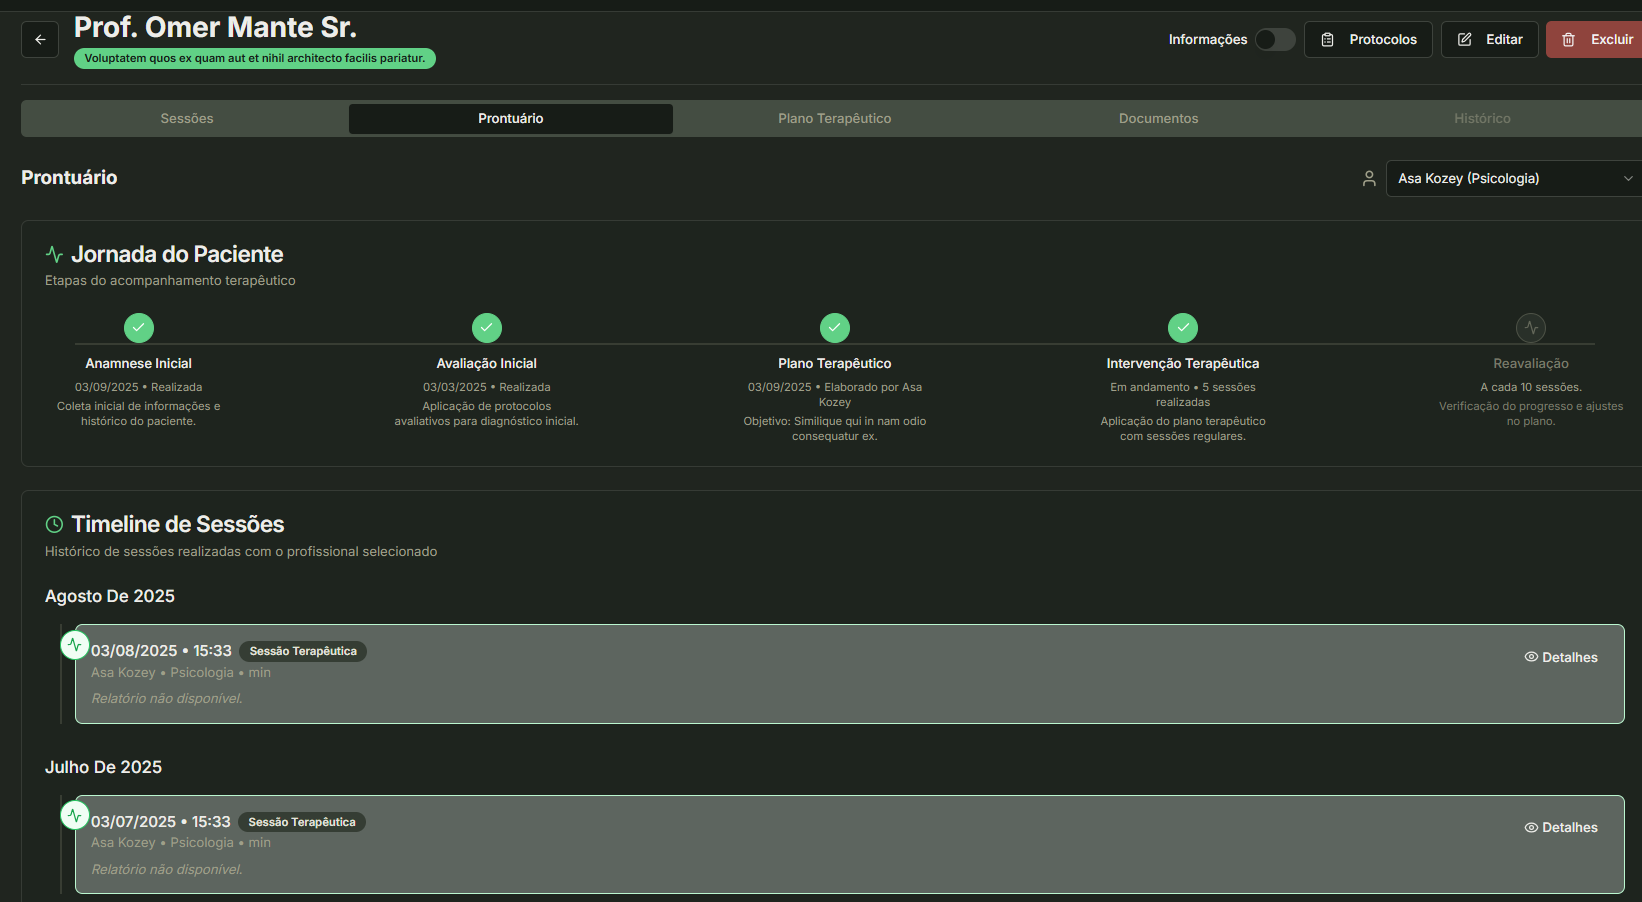 Prof. Omer Mante Sr.
Voluptatem quos ex quam aut et nihil architecto facilis pariatur.
Informações
Protocolos
Editar
Excluir
Sessões
Prontuário
Plano Terapêutico
Documentos
Histórico
Prontuário
Asa Kozey (Psicologia)
Jornada do Paciente
Etapas do acompanhamento terapêutico
Anamnese Inicial
03/09/2025 • Realizada
Coleta inicial de informações e
histórico do paciente.
Avaliação Inicial
03/03/2025 • Realizada
Aplicação de protocolos
avaliativos para diagnóstico inicial.
Plano Terapêutico
03/09/2025 • Elaborado por Asa
Kozey
Objetivo: Similique qui in nam odio
consequatur ex.
Intervenção Terapêutica
Em andamento • 5 sessões
realizadas
Aplicação do plano terapêutico
com sessões regulares.
Reavaliação
A cada 10 sessões.
Verificação do progresso e ajustes
no plano.
Timeline de Sessões
Histórico de sessões realizadas com o profissional selecionado
Agosto De 2025
03/08/2025 • 15:33 Sessão Terapêutica
Asa Kozey • Psicologia • min
Relatório não disponível.
Detalhes
Julho De 2025
03/07/2025 • 15:33 Sessão Terapêutica
Asa Kozey • Psicologia • min
Relatório não disponível.
Detalhes